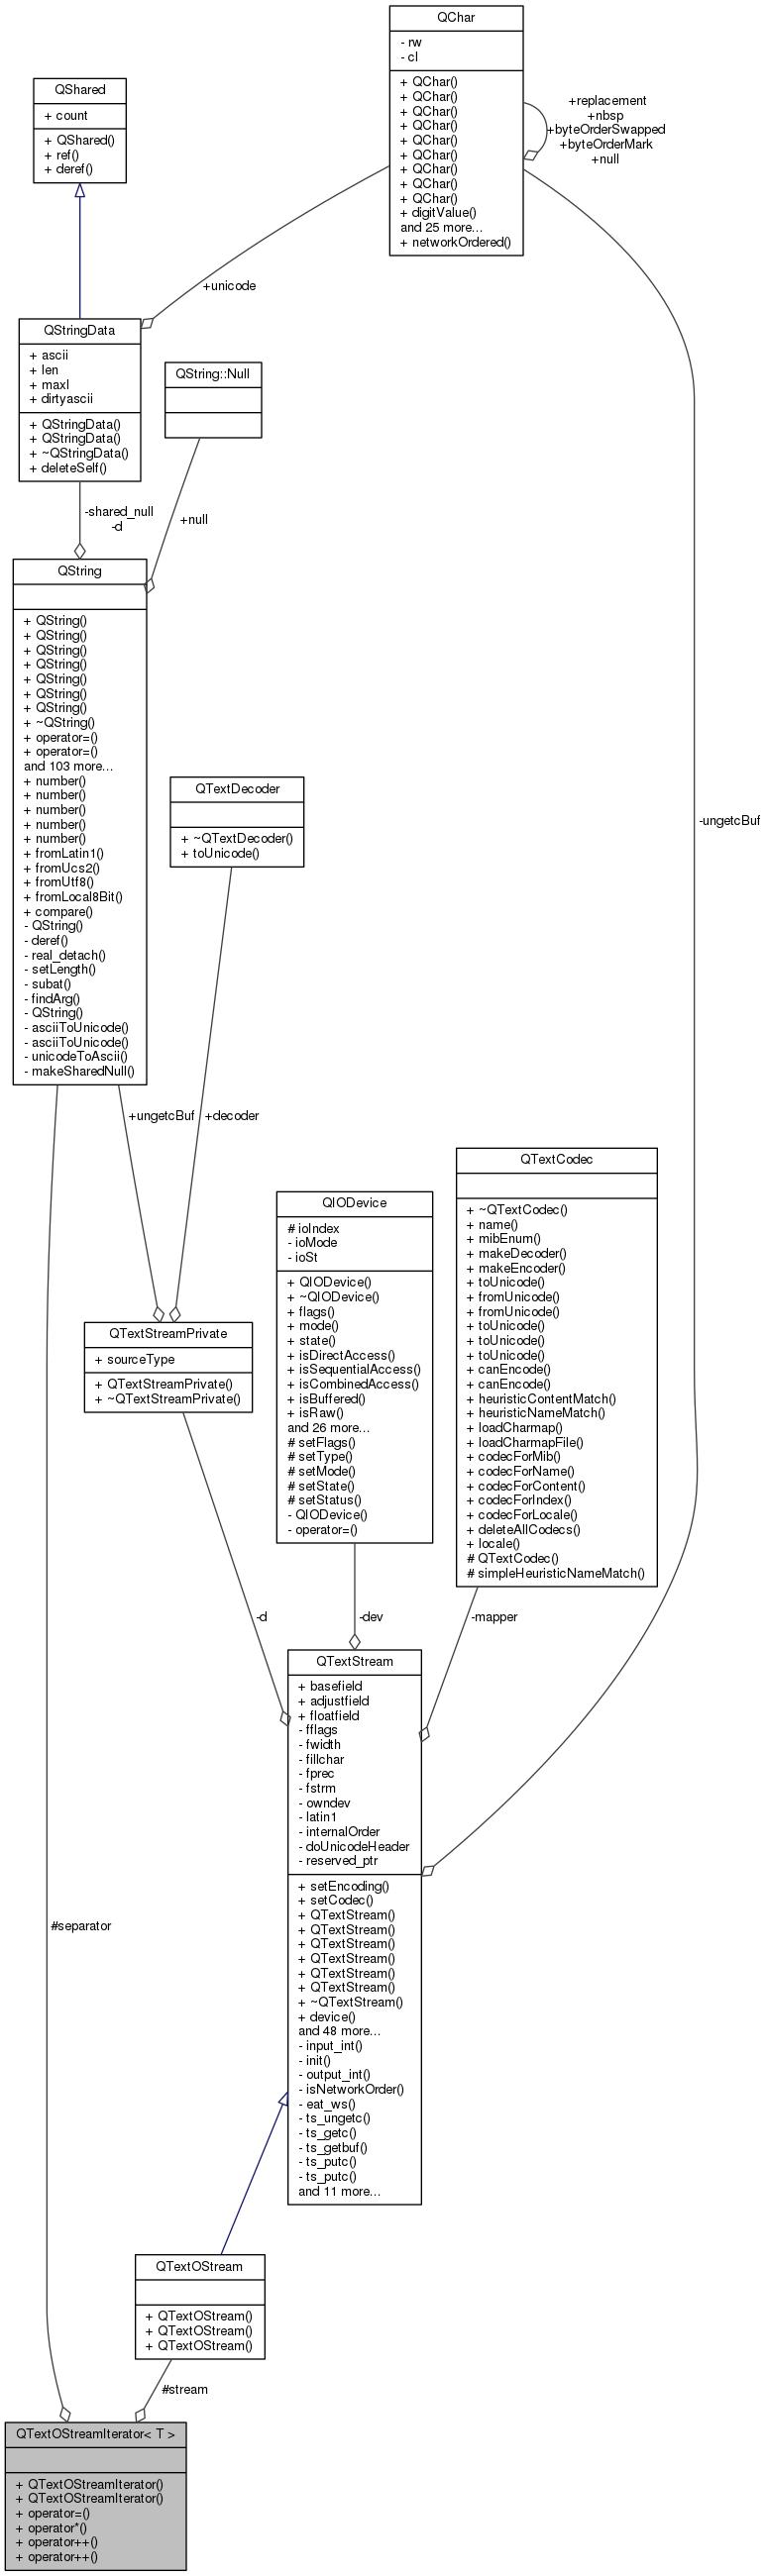 QChar
- rw
- cl
+ QChar()
+ QChar()
+ QChar()
+ QChar()
+ QChar()
+ QChar()
+ QChar()
+ QChar()
+ QChar()
+ digitValue()
and 25 more...
+ networkOrdered()
+replacement
+nbsp
+byteOrderSwapped
+byteOrderMark
+null
QShared
+ count
+ QShared()
+ ref()
+ deref()
+unicode
QStringData
+ ascii
+ len
+ maxl
+ dirtyascii
+ QStringData()
+ QStringData()
+ ~QStringData()
+ deleteSelf()
QString::Null
-shared_null
-d
+null
QString
+ QString()
+ QString()
+ QString()
+ QString()
+ QString()
+ QString()
+ QString()
+ ~QString()
+ operator=()
+ operator=()
and 103 more...
+ number()
+ number()
+ number()
+ number()
+ number()
+ fromLatin1()
+ fromUcs2()
+ fromUtf8()
+ fromLocal8Bit()
+ compare()
- QString()
- deref()
- real_detach()
- setLength()
- subat()
- findArg()
- QString()
- asciiToUnicode()
- asciiToUnicode()
- unicodeToAscii()
- makeSharedNull()
QTextDecoder
+ ~QTextDecoder()
+ toUnicode()
-ungetcBuf
+ungetcBuf
+decoder
QTextCodec
+ ~QTextCodec()
+ name()
+ mibEnum()
+ makeDecoder()
+ makeEncoder()
+ toUnicode()
+ fromUnicode()
+ fromUnicode()
+ toUnicode()
+ toUnicode()
+ toUnicode()
+ canEncode()
+ canEncode()
+ heuristicContentMatch()
+ heuristicNameMatch()
+ loadCharmap()
+ loadCharmapFile()
+ codecForMib()
+ codecForName()
+ codecForContent()
+ codecForIndex()
+ codecForLocale()
+ deleteAllCodecs()
+ locale()
# QTextCodec()
# simpleHeuristicNameMatch()
QIODevice
# ioIndex
- ioMode
- ioSt
+ QIODevice()
+ ~QIODevice()
+ flags()
+ mode()
+ state()
+ isDirectAccess()
+ isSequentialAccess()
+ isCombinedAccess()
+ isBuffered()
+ isRaw()
and 26 more...
# setFlags()
# setType()
# setMode()
# setState()
# setStatus()
- QIODevice()
- operator=()
QTextStreamPrivate
+ sourceType
+ QTextStreamPrivate()
+ ~QTextStreamPrivate()
-d
-dev
-mapper
QTextStream
+ basefield
+ adjustfield
+ floatfield
- fflags
- fwidth
- fillchar
- fprec
- fstrm
- owndev
- latin1
- internalOrder
- doUnicodeHeader
- reserved_ptr
+ setEncoding()
+ setCodec()
+ QTextStream()
+ QTextStream()
+ QTextStream()
+ QTextStream()
+ QTextStream()
+ QTextStream()
+ ~QTextStream()
+ device()
and 48 more...
- input_int()
- init()
- output_int()
- isNetworkOrder()
- eat_ws()
- ts_ungetc()
- ts_getc()
- ts_getbuf()
- ts_putc()
- ts_putc()
and 11 more...
#separator
QTextOStream
+ QTextOStream()
+ QTextOStream()
+ QTextOStream()
#stream
QTextOStreamIterator< T >
+ QTextOStreamIterator()
+ QTextOStreamIterator()
+ operator=()
+ operator*()
+ operator++()
+ operator++()